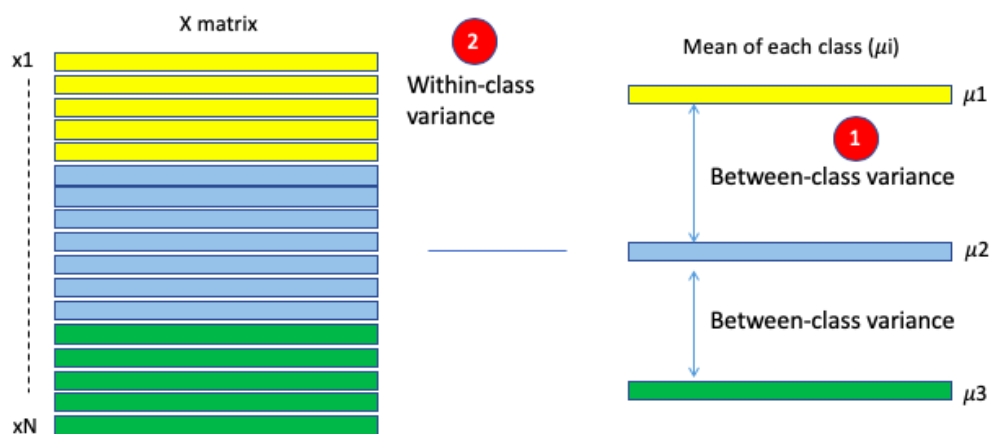 X matrix
x1
xN
2
Within-class
variance
Mean of each class (μi)
μ1
1
Between-class variance
μ2
Between-class variance
μ3